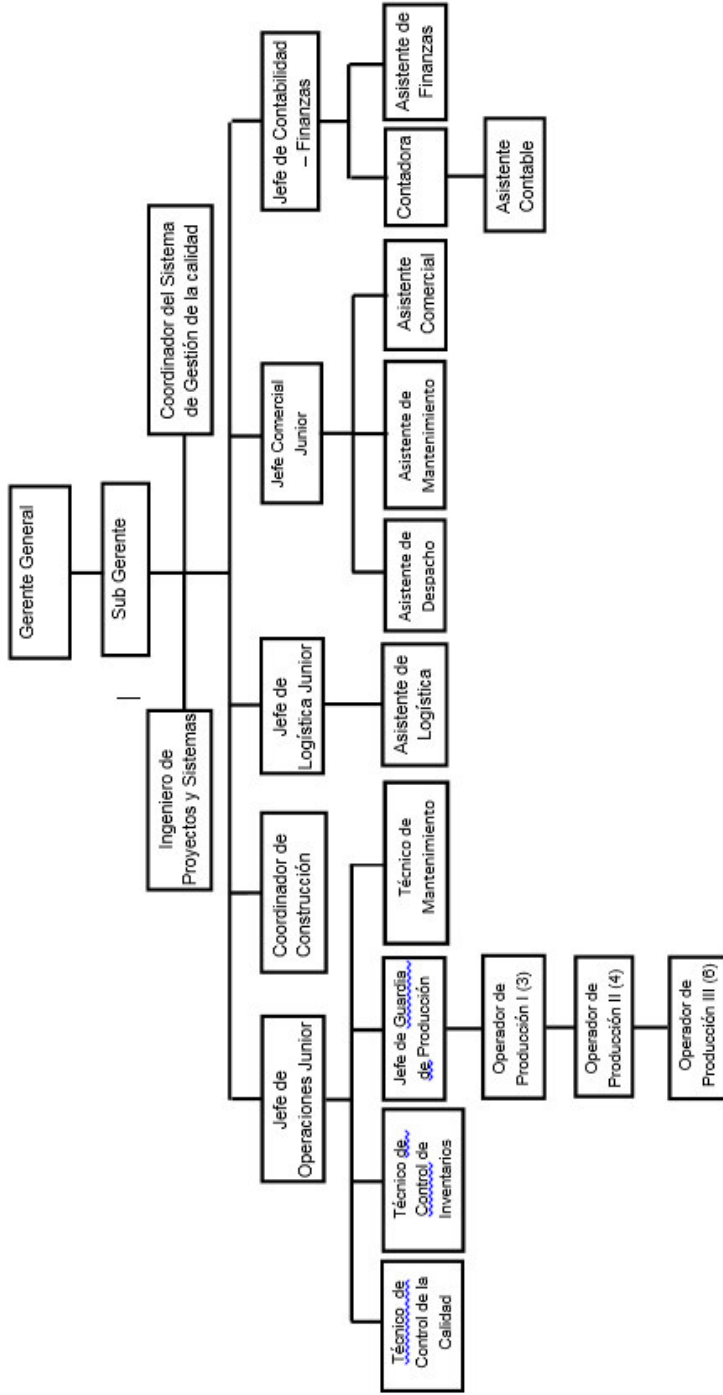 Gerente General
Sub Gerente
Ingeniero de
Proyectos y Sistemas
Coordinador del Sistema
de Gestión de la calidad
Jefe de
Operaciones Junior
Coordinador de
Construcción
Jefe de
Logística Junior
Jefe Comercial
Junior
Jefe de Contabilidad
– Finanzas
Técnico de
Control de la
Calidad
Técnico de
Control de
Inventarios
Jefe de Guardia
de Producción
Técnico de
Mantenimiento
Asistente de
Logística
Asistente de
Despacho
Asistente de
Mantenimiento
Asistente
Comercial
Contadora
Asistente de
Finanzas
Operador de
Producción I (3)
Asistente
Contable
Operador de
Producción II (4)
Operador de
Producción III (6)